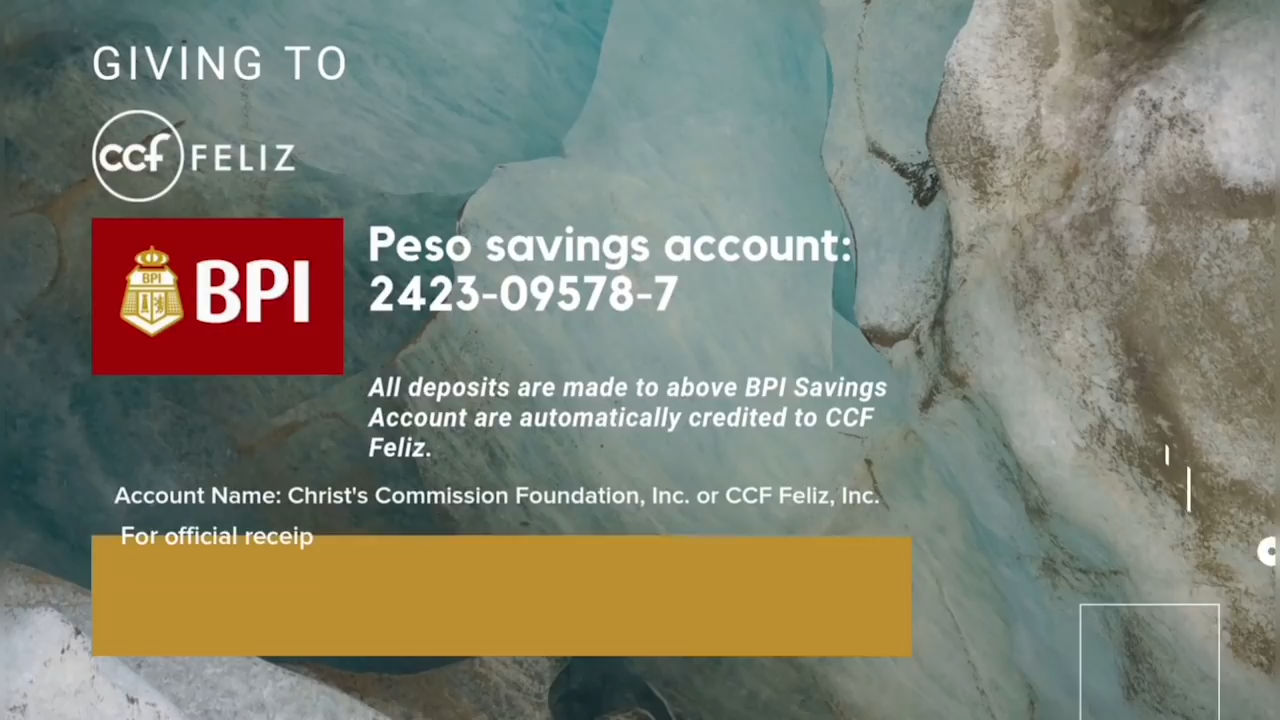 GIVING TO
ccf FELIZ
BPI
BPI
Peso savings account:
2423-09578-7
All deposits are made to above BPI Savings
Account are automatically credited to CCF
Feliz.
Account Name: Christ's Commission Foundation, Inc. or CCF Feliz, Inc.
For official receip